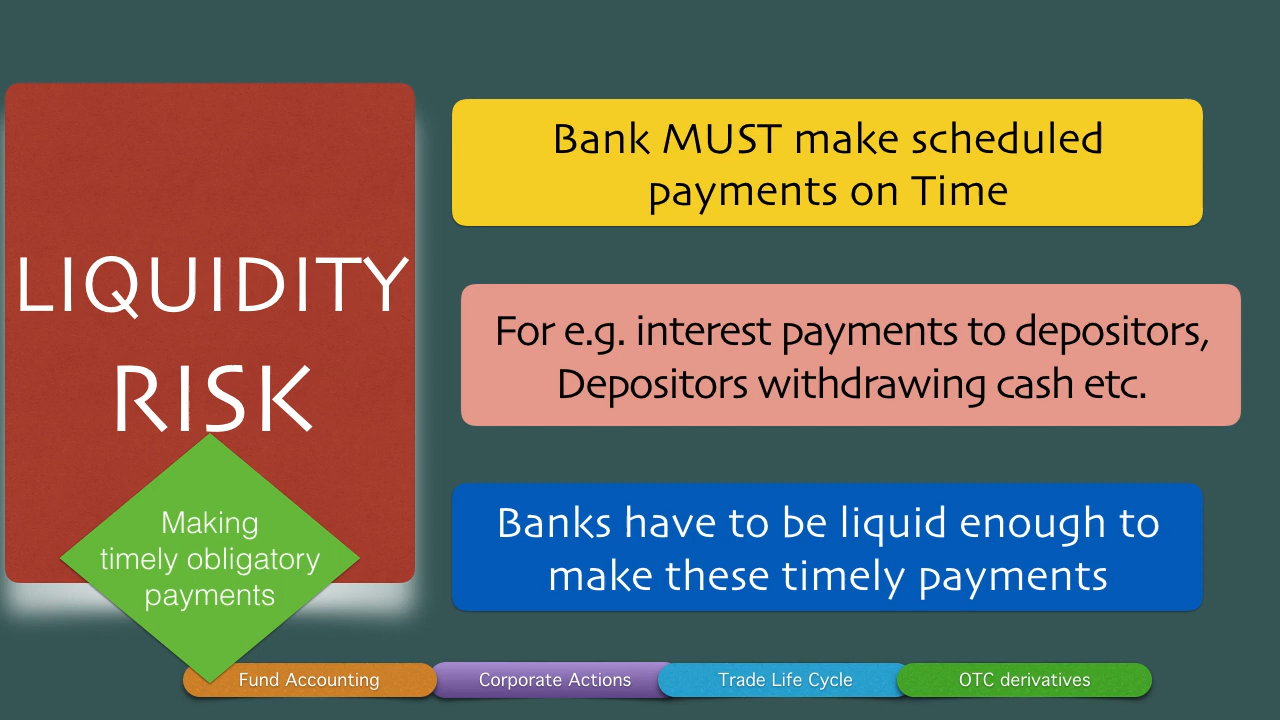 LIQUIDITY
RISK
Making
timely obligatory
payments
Bank MUST make scheduled
payments on Time
For e.g. interest payments to depositors,
Depositors withdrawing cash etc.
Banks have to be liquid enough to
make these timely payments
Fund Accounting
Corporate Actions
Trade Life Cycle
OTC derivatives